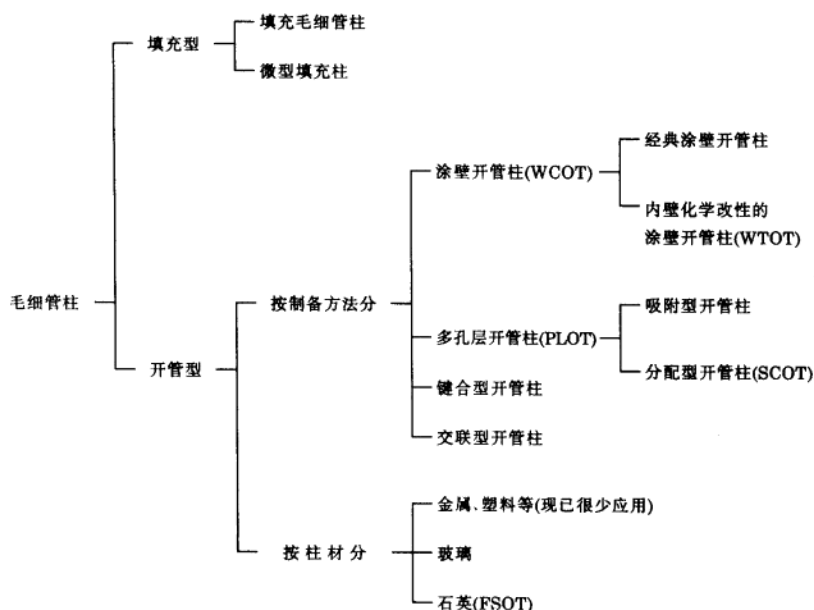 填充毛细管柱
填充型
微型填充柱
经典涂壁开管柱
涂壁开管柱(WCOT)
内壁化学改性的
涂壁开管柱(WTOT)
毛细管柱
按制备方法分
吸附型开管柱
多孔层开管柱(PLOT)
开管型
分配型开管柱(SCOT)
键合型开管柱
交联型开管柱
金属、塑料等(现已很少应用)
按柱材分
玻璃
石英(FSOT)